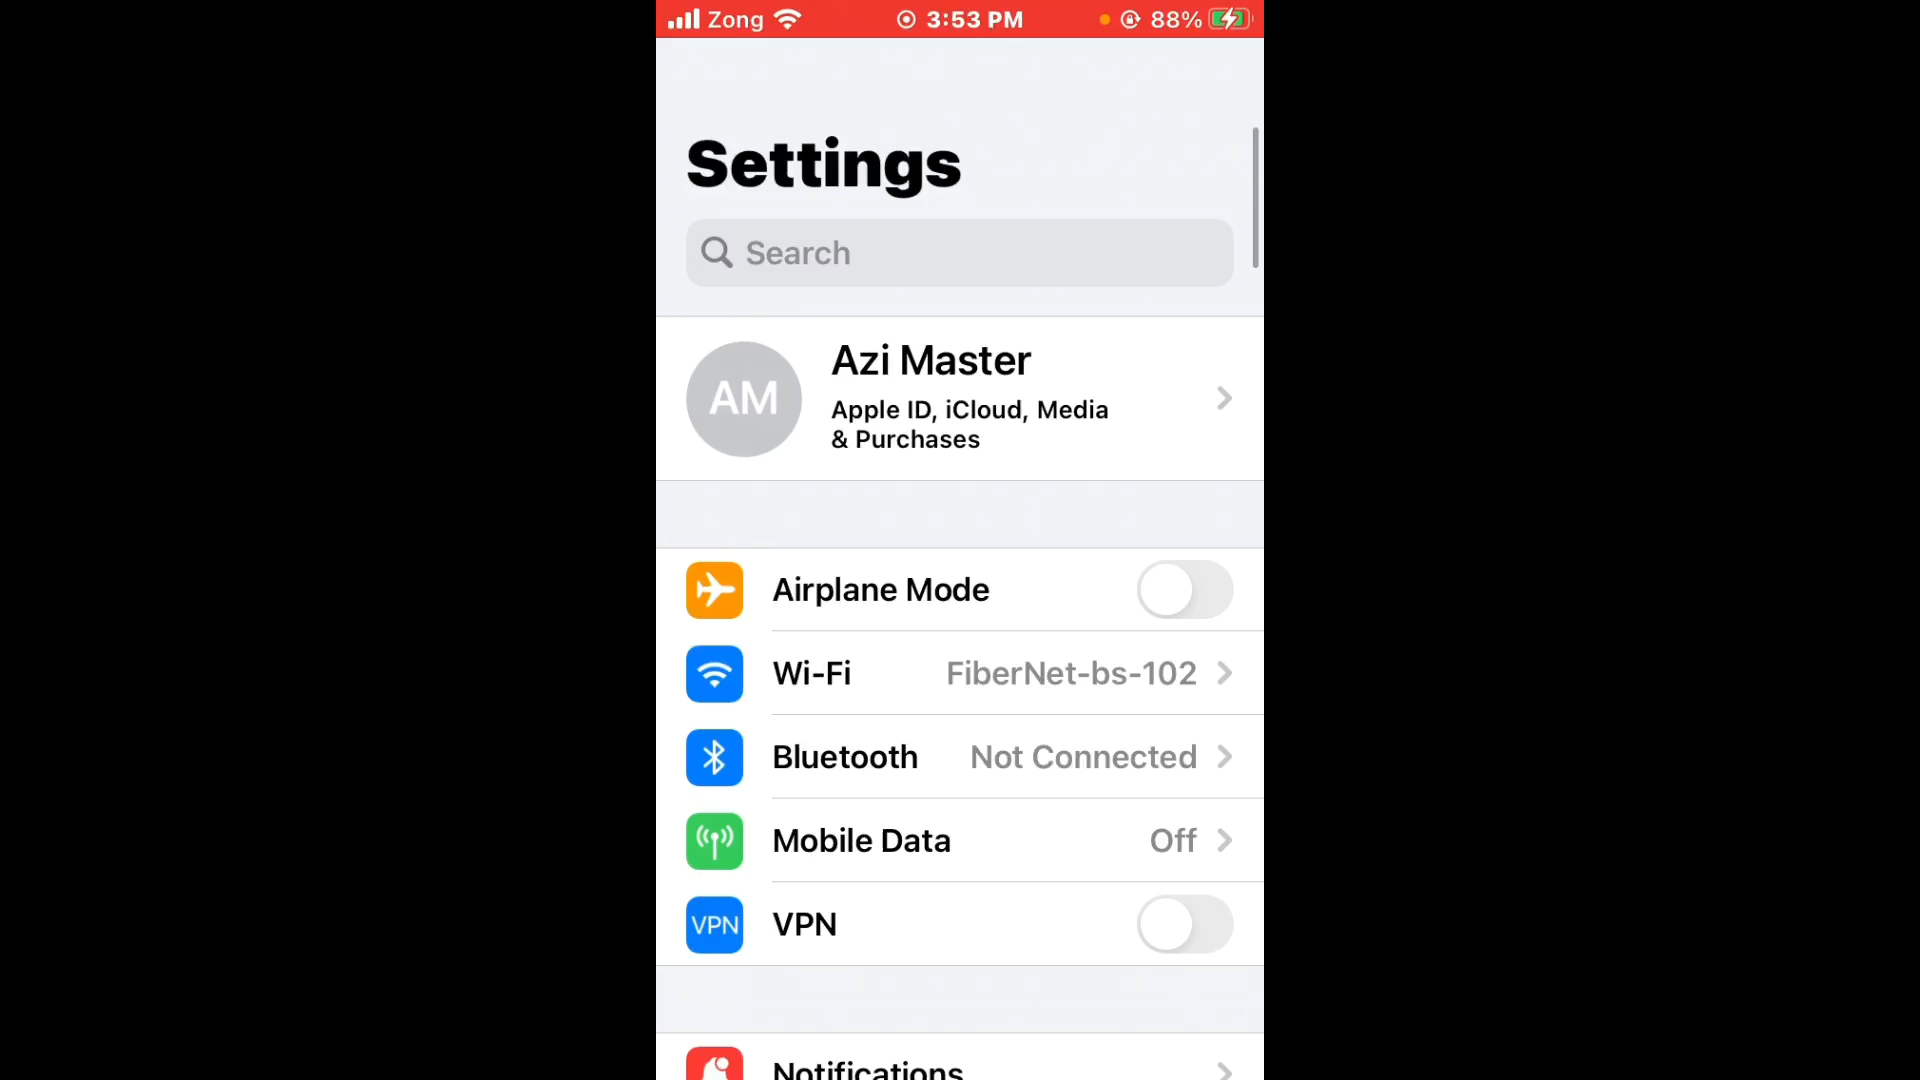 Zong 3:53 PM 88%
Settings
Search
AM
Azi Master
Apple ID, iCloud, Media
& Purchases
Airplane Mode
Wi-Fi FiberNet-bs-102
Bluetooth Not Connected
Mobile Data Off
VPN VPN
Notifications